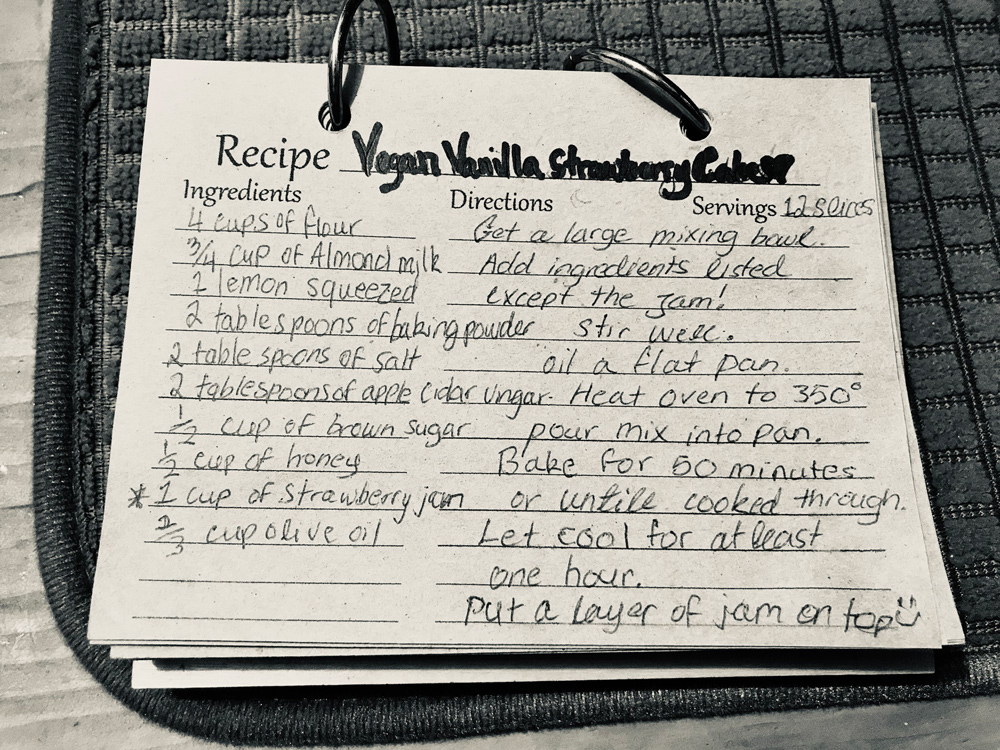 Recipe Vegan Vanilla Strawberry Cake♥
Ingredients
4 cups of flour
3/4 cup of Almond milk
1 lemon squeezed
2 tablespoons of baking powder
2 table spoons of salt
2 tablespoons of apple Cidar Vingar.
1/2 cup of brown sugar
1/2 cup of honey
* 1 cup of Strawberry jam
2/3 cup olive oil
Directions
Servings 12 Slices
Get a large mixing bowl.
Add ingredients listed
except the jam!
Stir well.
oil a flat pan.
Heat oven to 350°
pour mix into pan.
Bake for 50 minutes
or untill cooked through.
Let cool for at least
one hour.
Put a layer of jam on top